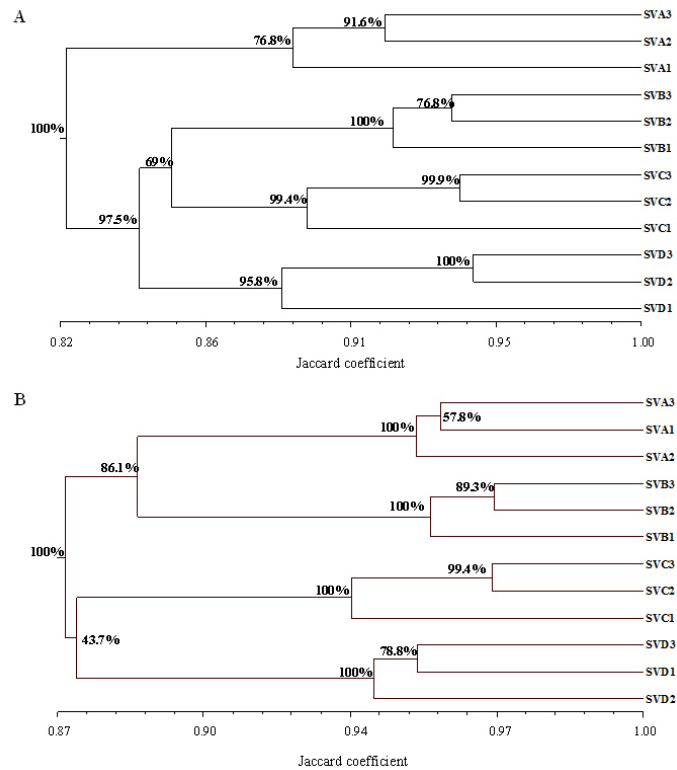 A
SVA3
91.6%
SVA2
76.8%
SVA1
SVB3
76.8%
SVB2
100%
100%
SVB1
69%
SVC3
99.9%
SVC2
99.4%
97.5%
SVC1
SVD3
100%
95.8%
SVD2
SVD1
0.82 0.86 0.91 0.95 1.00
Jaccard coefficient
B
SVA3
57.8%
100%
SVA1
SVA2
86.1%
SVB3
89.3%
SVB2
100%
SVB1
100%
SVC3
99.4%
SVC2
100%
SVC1
43.7%
SVD3
78.8%
100%
SVD1
SVD2
0.87 0.90 0.94 0.97 1.00
Jaccard coefficient